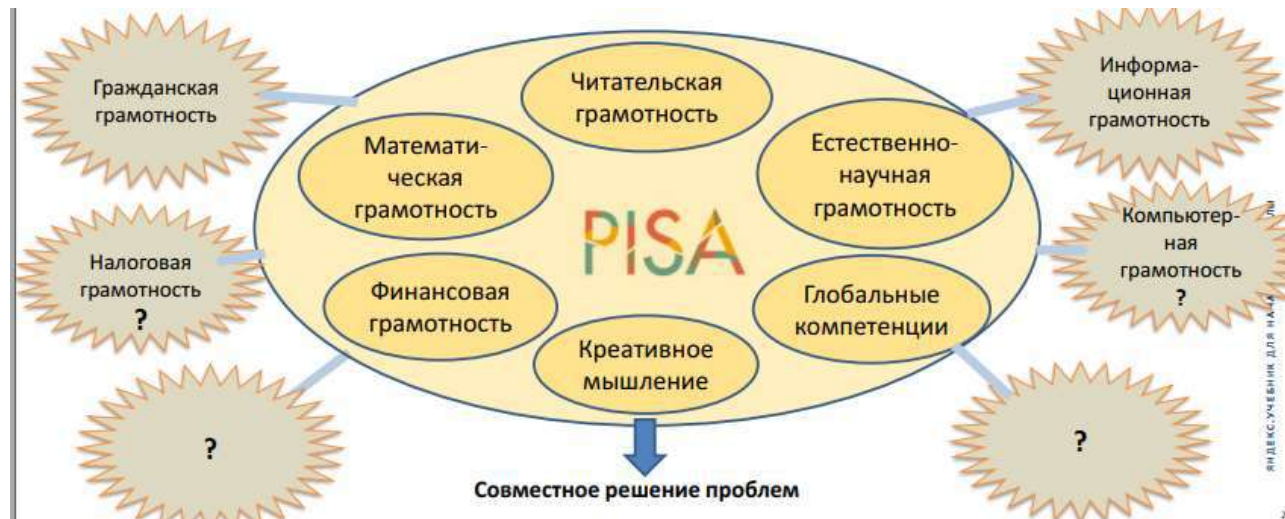 Гражданская
грамотность
Читательская
грамотность
Информа-
ционная
грамотность
Математи-
ческая
грамотность
Естественно-
научная
грамотность
PISA
Налоговая
грамотность
?
Компьютер-
ная
грамотность
?
Финансовая
грамотность
Глобальные
компетенции
Креативное
мышление
?
?
Совместное решение проблем
ЯНДЕКС.УЧЕБНИК ДЛЯ